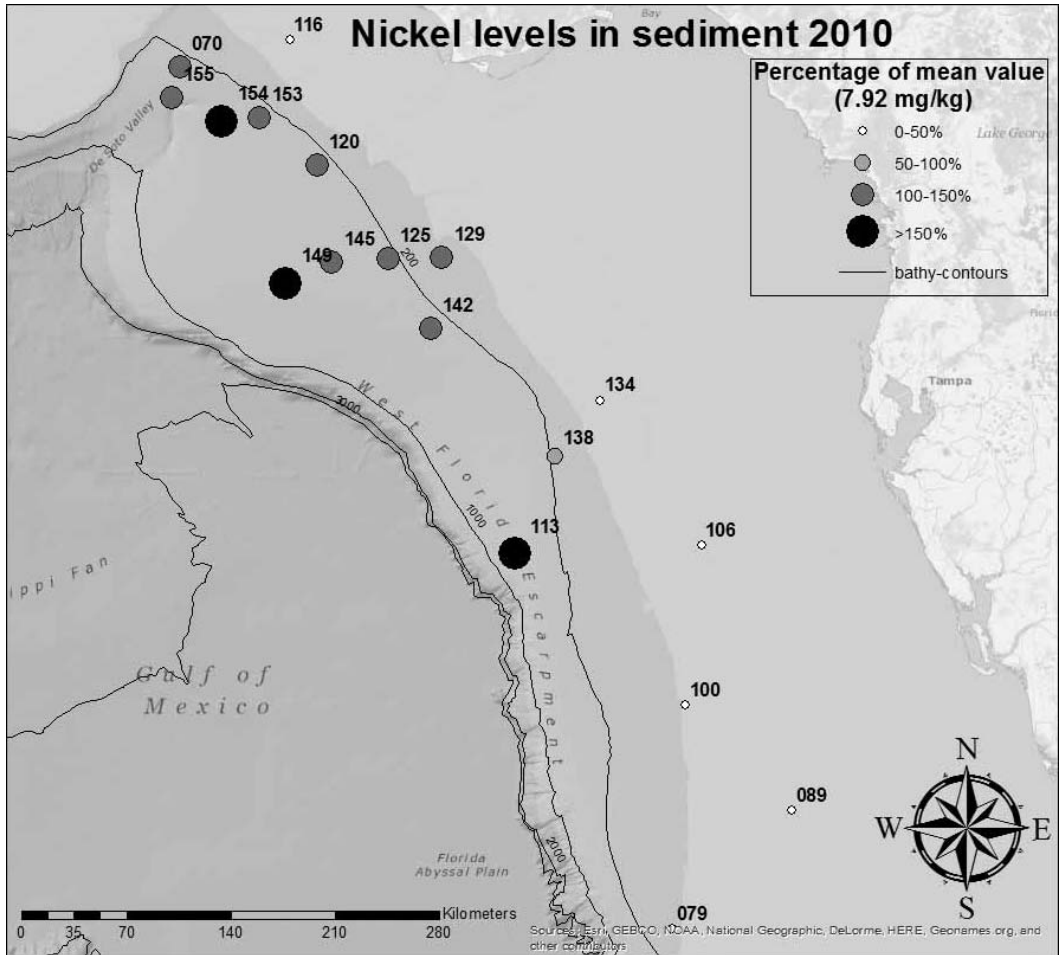 Nickel levels in sediment 2010
Bay
116
070
155
154
153
De Soto Valley
120
145
125
129
149
200
142
Percentage of mean value
(7.92 mg/kg)
0-50%
50-100%
100-150%
>150%
bathy-contours
Lake George
Tampa
134
138
3000
1000
113
106
West Florida Escarpment
ippi Fan
Gulf of
Mexico
100
089
2000
Florida
Abyssal Plain
079
N
W
E
S
Kilometers
0 35 70 140 210 280
Sources: Esri, GEBCO, NOAA, National Geographic, DeLorme, HERE, Geonames.org, and
other contributors